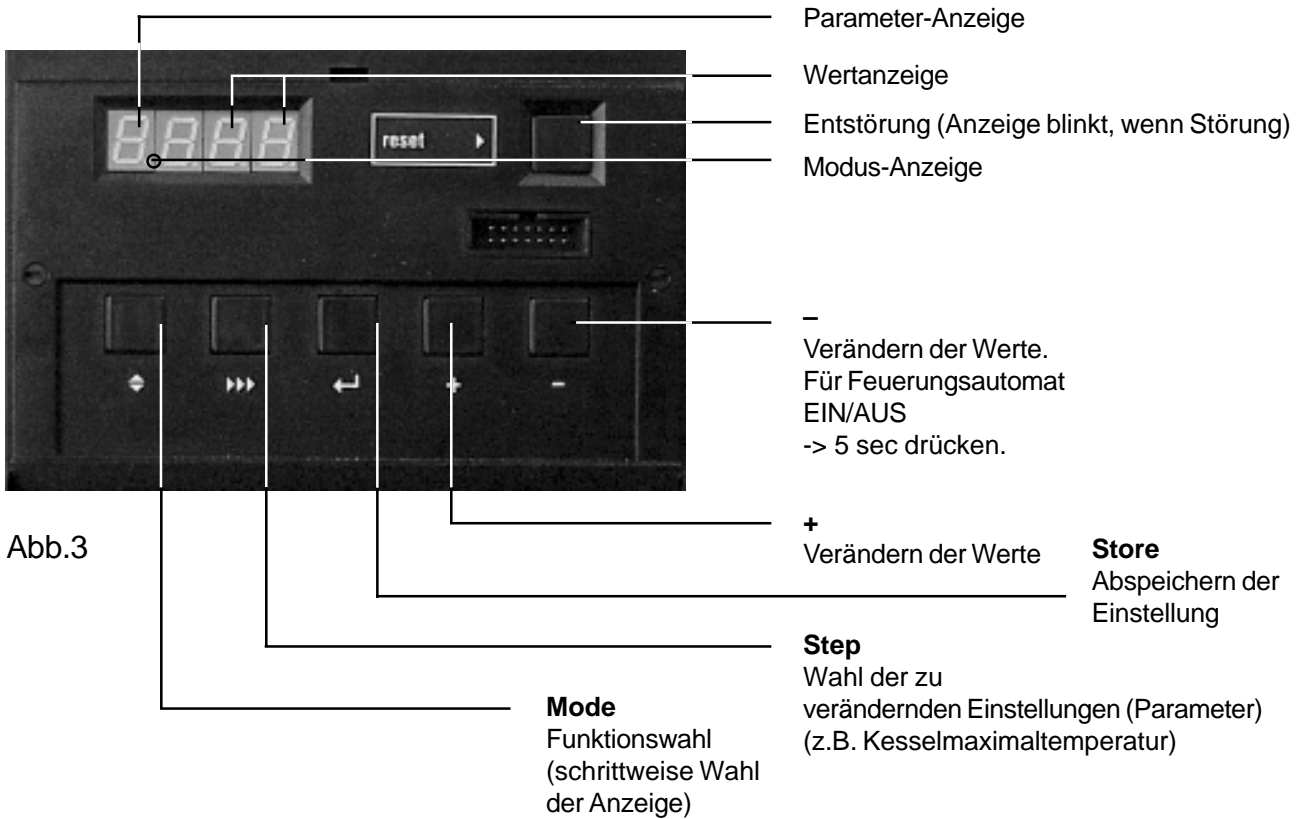 Parameter-Anzeige
Wertanzeige
Entstörung (Anzeige blinkt, wenn Störung)
Modus-Anzeige
reset
–
Verändern der Werte.
Für Feuerungsautomat
EIN/AUS
-> 5 sec drücken.
+ -
Abb.3
+
Verändern der Werte
Store
Abspeichern der
Einstellung
Step
Wahl der zu
verändernden Einstellungen (Parameter)
(z.B. Kesselmaximaltemperatur)
Mode
Funktionswahl
(schrittweise Wahl
der Anzeige)